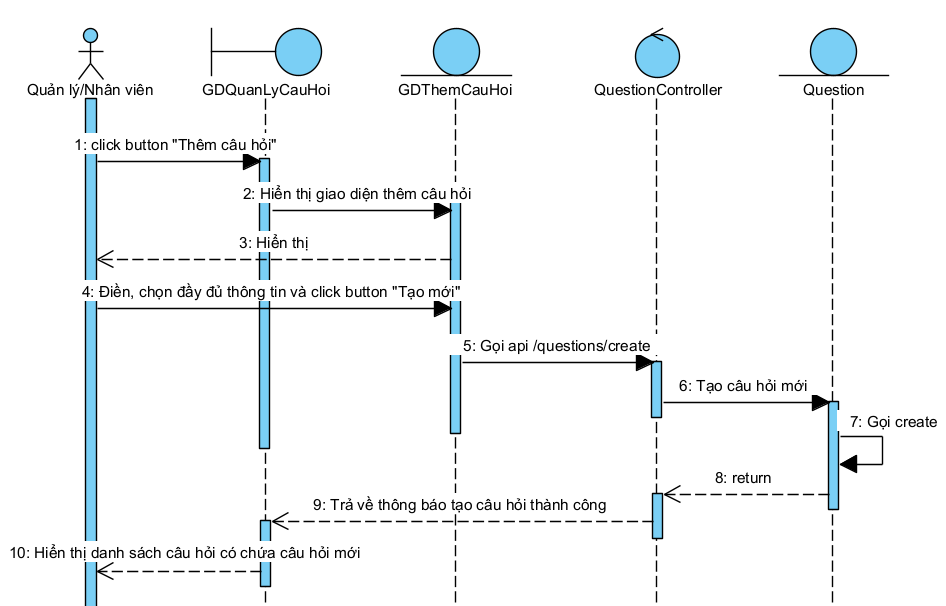 Quản lý/Nhân viên
GDQuanLyCauHoi
GDThemCauHoi
QuestionController
Question
1: click button "Thêm câu hỏi"
2: Hiển thị giao diện thêm câu hỏi
3: Hiển thị
4: Điền, chọn đầy đủ thông tin và click button "Tạo mới"
5: Gọi api /questions/create
6: Tạo câu hỏi mới
7: Gọi create
8: return
9: Trả về thông báo tạo câu hỏi thành công
10: Hiển thị danh sách câu hỏi có chứa câu hỏi mới